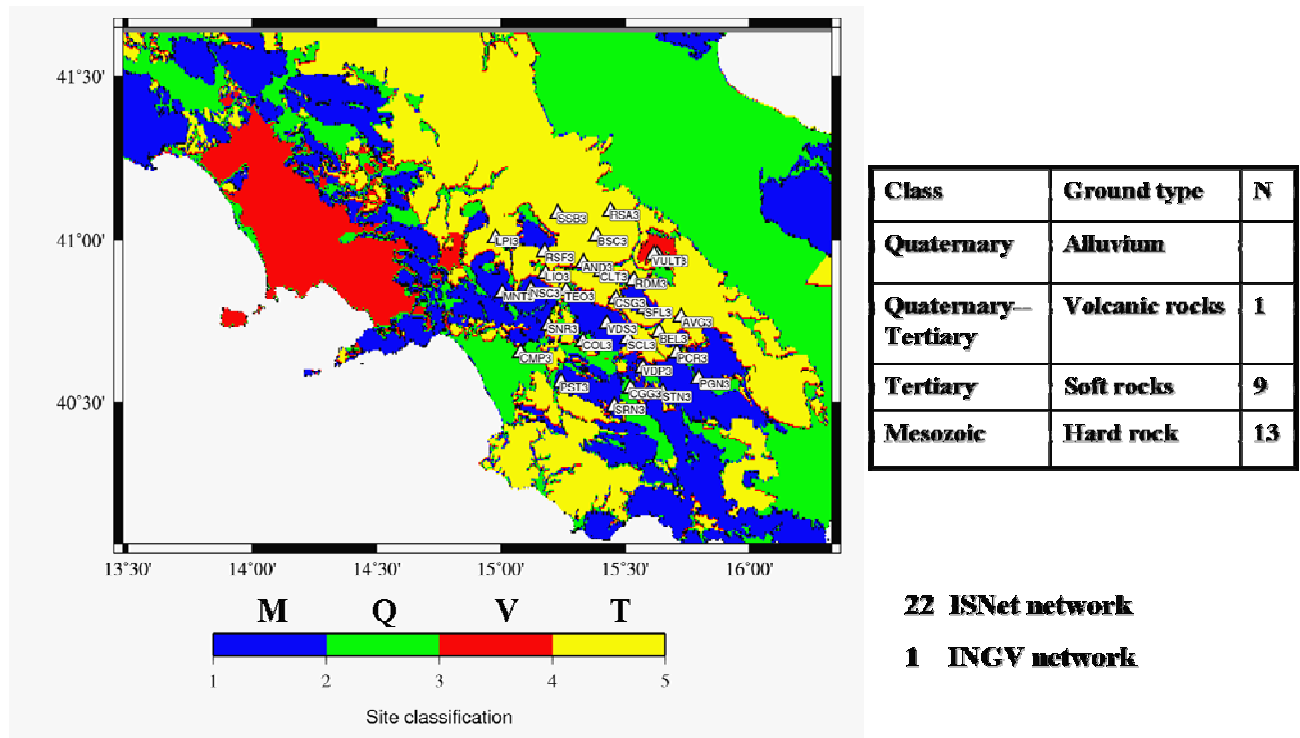 41°30'
41°00'
40°30'
13°30'
14°00'
14°30'
15°00'
15°30'
16°00'
SSB3
RSA3
LPI3
BSC3
RSF3
VULT3
AND3
LIO3
CLT3
RDM3
MNT3
NSC3
TEO3
CSG3
SFL3
AVG3
SNR3
VDS3
BEL3
COL3
SCL3
CMP3
PCR3
VDP3
PST3
PGN3
CGG3
STN3
SRN3
M Q V T
1 2 3 4 5
Site classification
Class Ground type N
Quaternary Alluvium
Quaternary– Volcanic rocks 1
Tertiary
Tertiary Soft rocks 9
Mesozoic Hard rock 13
22 ISNet network
1 INGV network